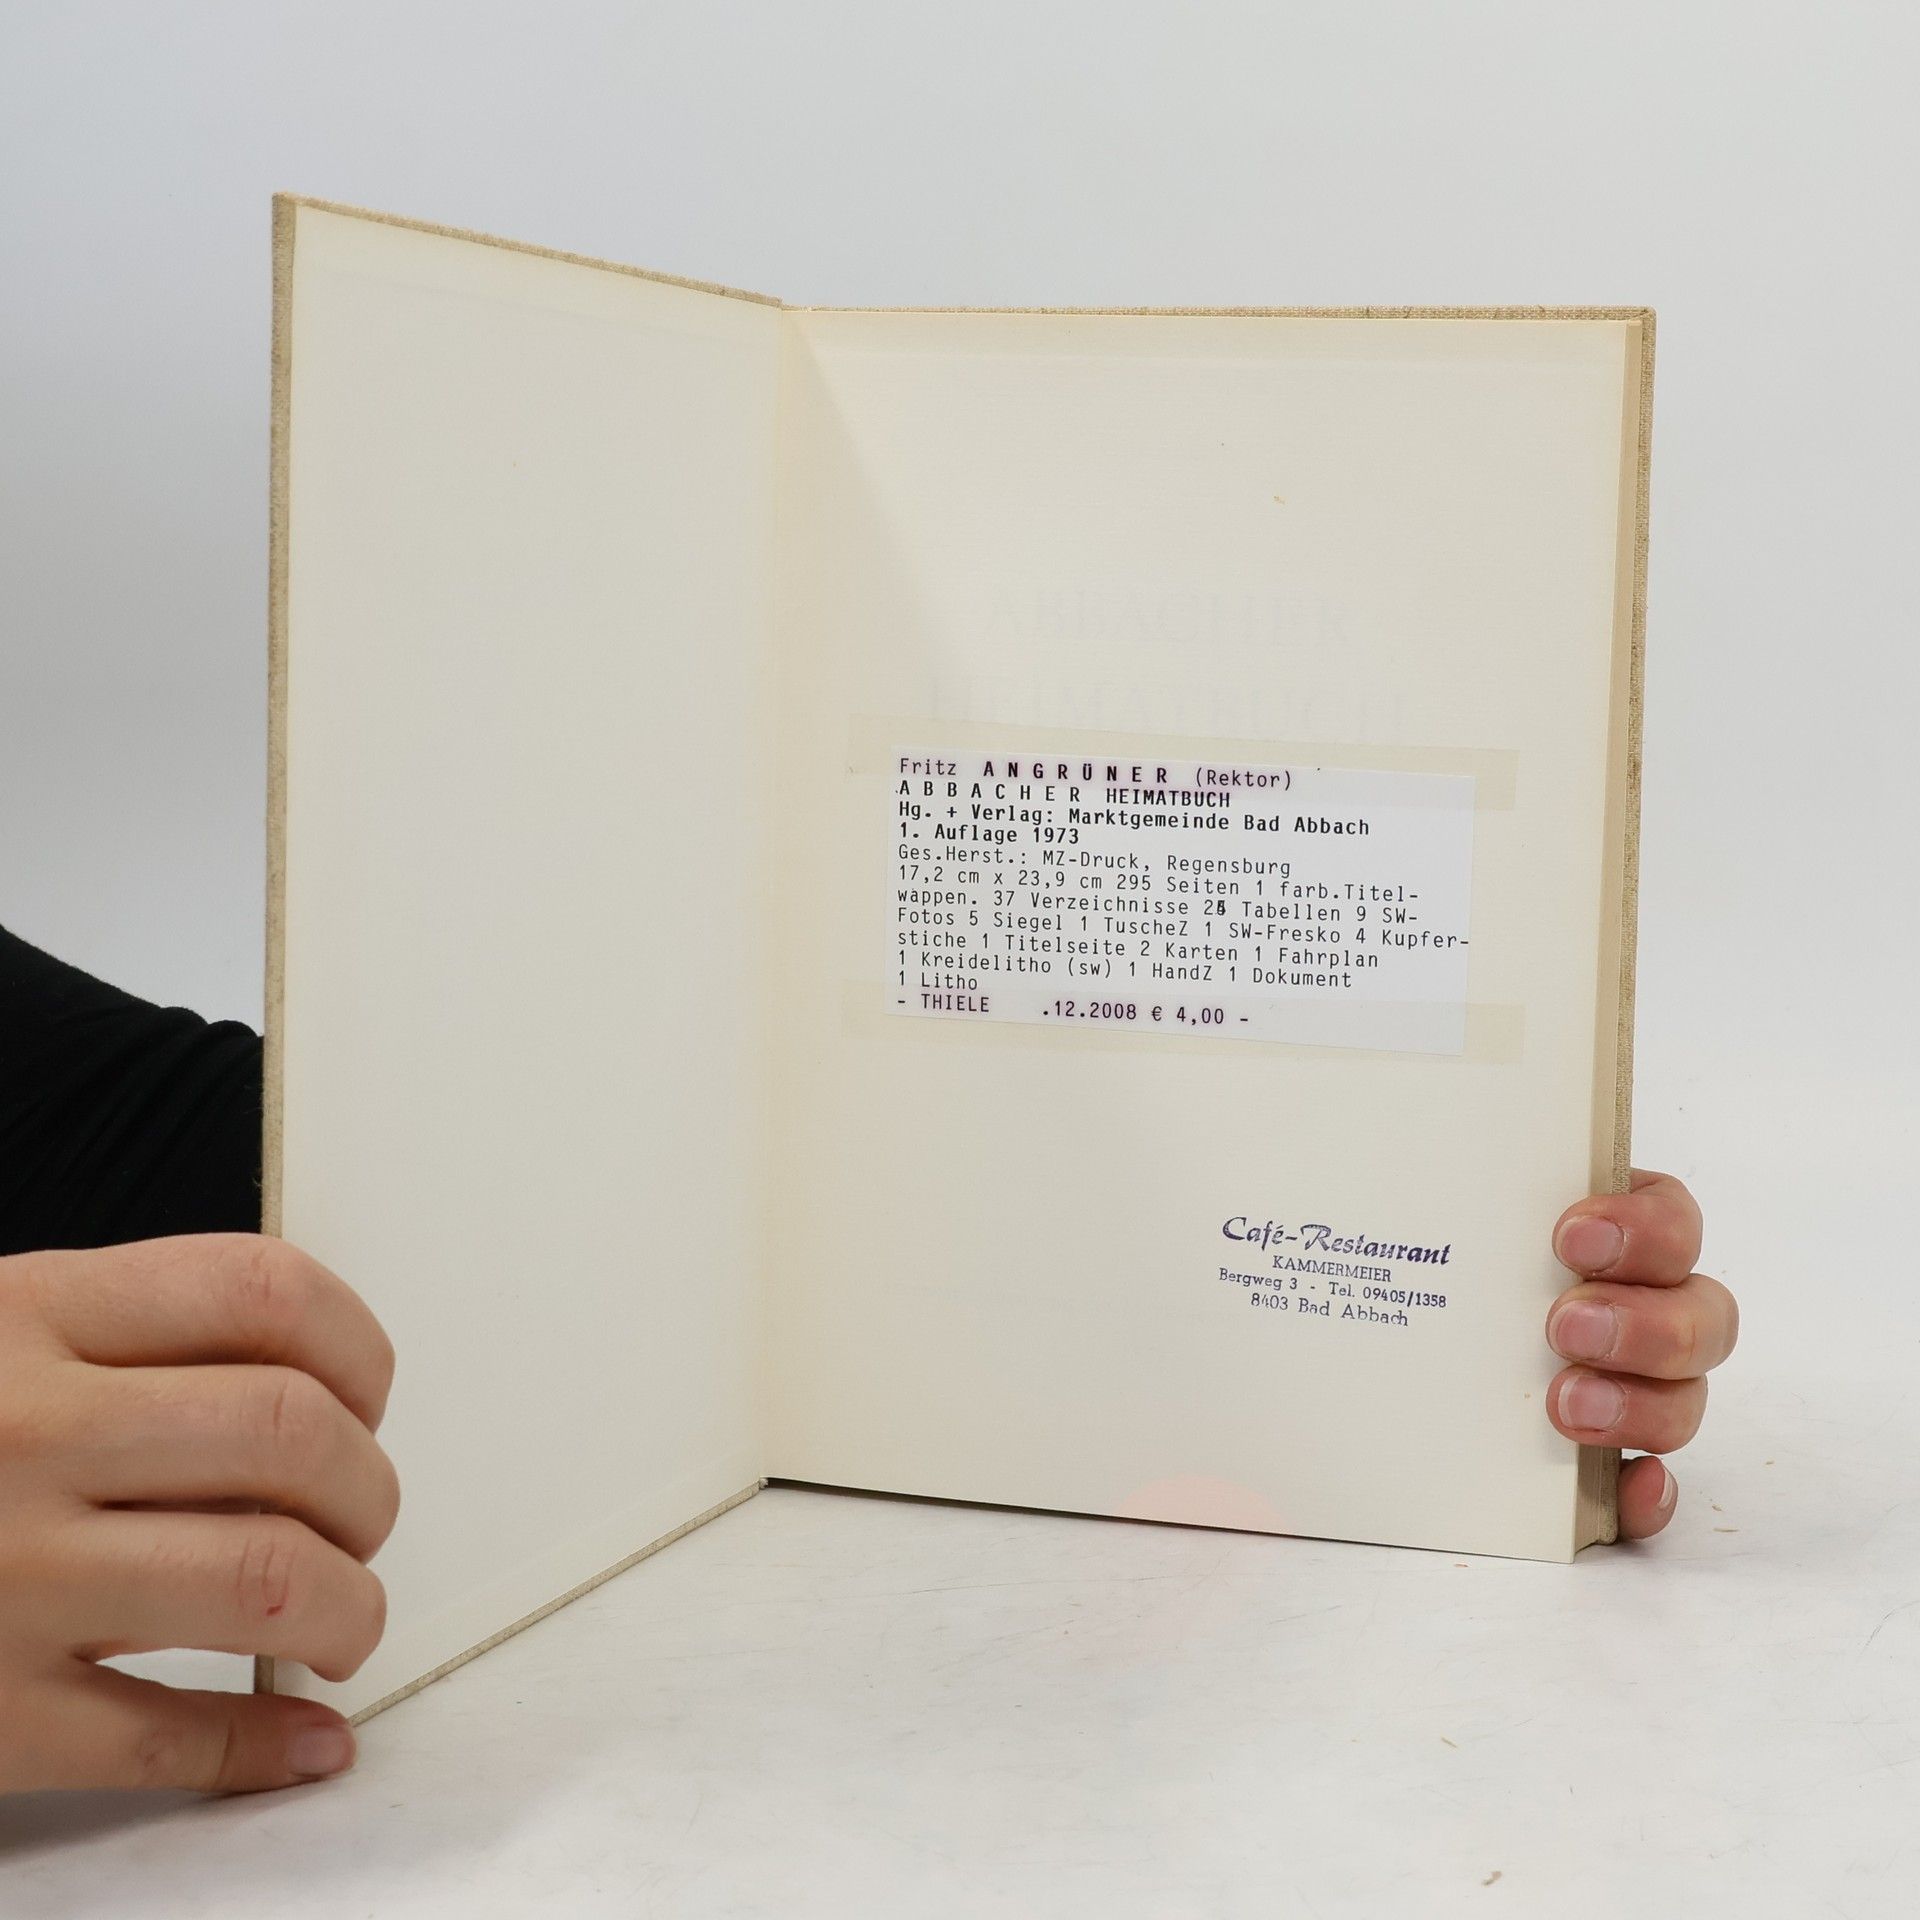 ABBACHER
HEIMATBUCH
Fritz A N G R Ü N E R (Rektor)
A B B A C H E R HEIMATBUCH
Hg. + Verlag: Marktgemeinde Bad Abbach
1. Auflage 1973
Ges.Herst.: MZ-Druck, Regensburg
17,2 cm x 23,9 cm 295 Seiten 1 farb.Titel-
wappen. 37 Verzeichnisse Tabellen 9 SW-
Fotos 5 Siegel 1 TuscheZ 1 SW-Fresko 4 Kupfer-
stiche 1 Titelseite 2 Karten 1 Fahrplan
1 Kreidelitho (sw) 1 HandZ 1 Dokument
1 Litho
- THIELE .12.2008 € 4,00 -
Café-Restaurant
KAMMERMEIER
Bergweg 3 - Tel. 09405/1358
8403 Bad Abbach